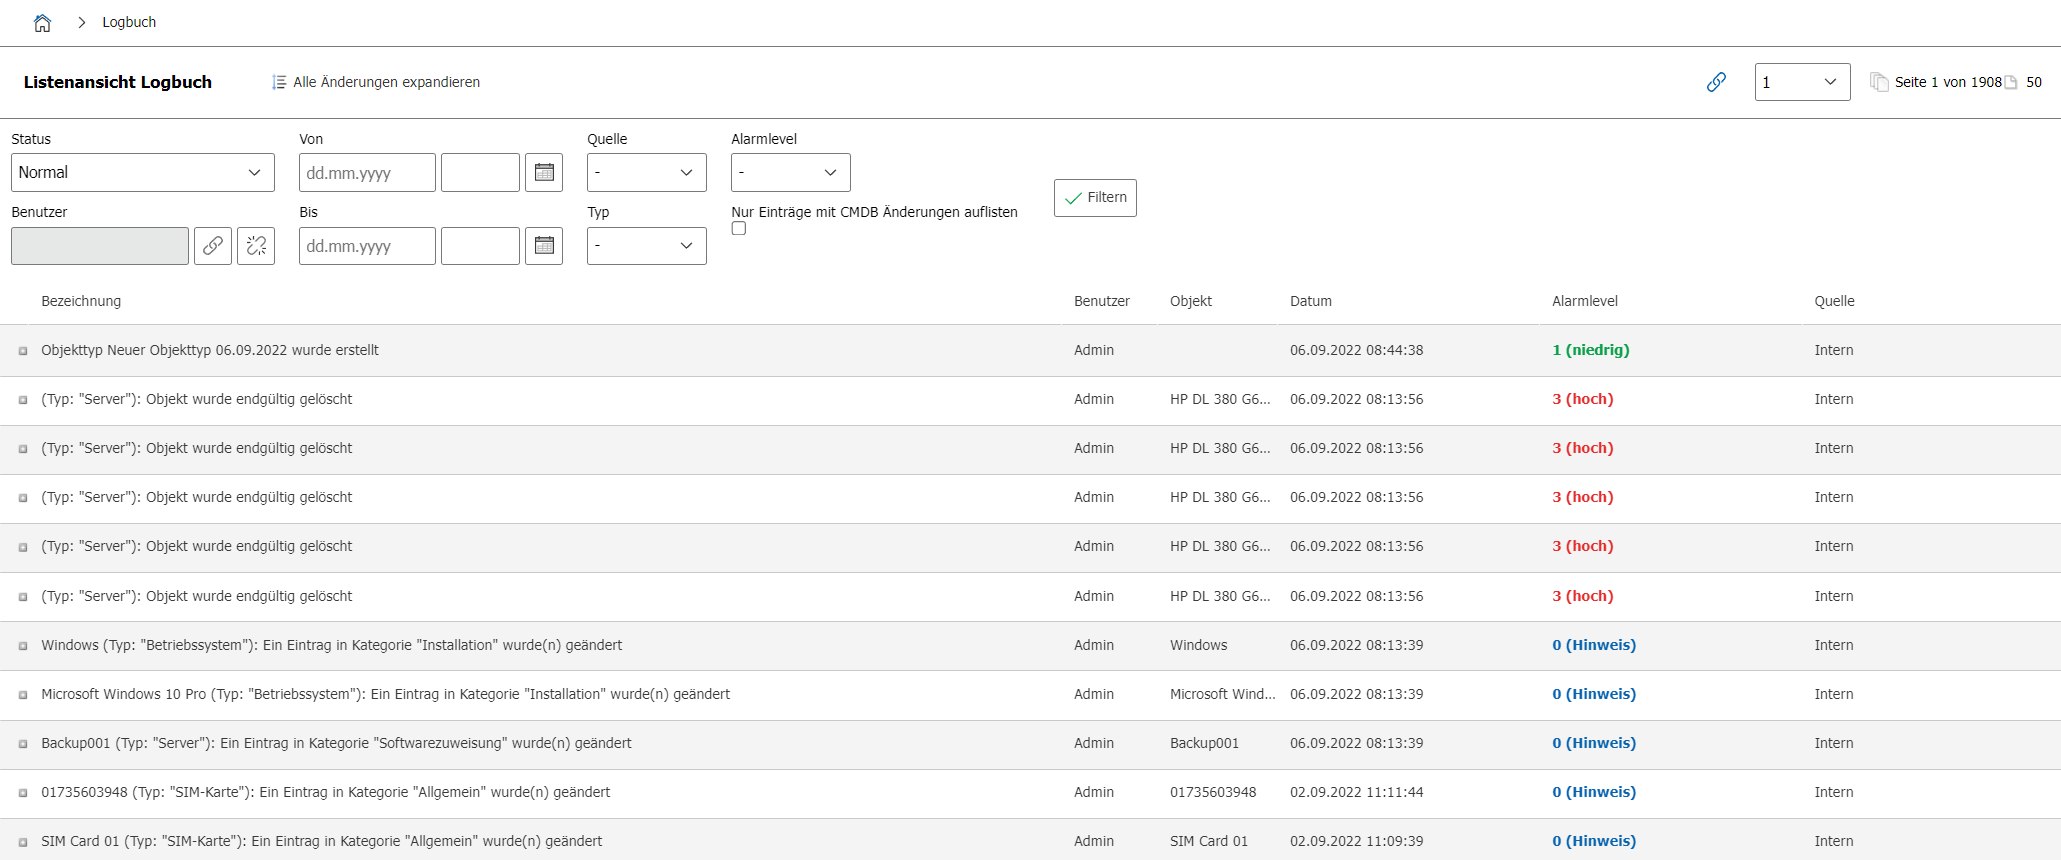 Logbuch
Listenansicht Logbuch Alle Änderungen expandieren 1 Seite 1 von 1908 50
Status Von Quelle Alarmlevel
Normal dd.mm.yyyy - -
Filtern
Benutzer Bis Typ Nur Einträge mit CMDB Änderungen auflisten
dd.mm.yyyy -
Bezeichnung Benutzer Objekt Datum Alarmlevel Quelle
Objekttyp Neuer Objekttyp 06.09.2022 wurde erstellt Admin 06.09.2022 08:44:38 1 (niedrig) Intern
(Typ: "Server"): Objekt wurde endgültig gelöscht Admin HP DL 380 G6... 06.09.2022 08:13:56 3 (hoch) Intern
(Typ: "Server"): Objekt wurde endgültig gelöscht Admin HP DL 380 G6... 06.09.2022 08:13:56 3 (hoch) Intern
(Typ: "Server"): Objekt wurde endgültig gelöscht Admin HP DL 380 G6... 06.09.2022 08:13:56 3 (hoch) Intern
(Typ: "Server"): Objekt wurde endgültig gelöscht Admin HP DL 380 G6... 06.09.2022 08:13:56 3 (hoch) Intern
(Typ: "Server"): Objekt wurde endgültig gelöscht Admin HP DL 380 G6... 06.09.2022 08:13:56 3 (hoch) Intern
Windows (Typ: "Betriebssystem"): Ein Eintrag in Kategorie "Installation" wurde(n) geändert Admin Windows 06.09.2022 08:13:39 0 (Hinweis) Intern
Microsoft Windows 10 Pro (Typ: "Betriebssystem"): Ein Eintrag in Kategorie "Installation" wurde(n) geändert Admin Microsoft Wind... 06.09.2022 08:13:39 0 (Hinweis) Intern
Backup001 (Typ: "Server"): Ein Eintrag in Kategorie "Softwarezuweisung" wurde(n) geändert Admin Backup001 06.09.2022 08:13:39 0 (Hinweis) Intern
01735603948 (Typ: "SIM-Karte"): Ein Eintrag in Kategorie "Allgemein" wurde(n) geändert Admin 01735603948 02.09.2022 11:11:44 0 (Hinweis) Intern
SIM Card 01 (Typ: "SIM-Karte"): Ein Eintrag in Kategorie "Allgemein" wurde(n) geändert Admin SIM Card 01 02.09.2022 11:09:39 0 (Hinweis) Intern